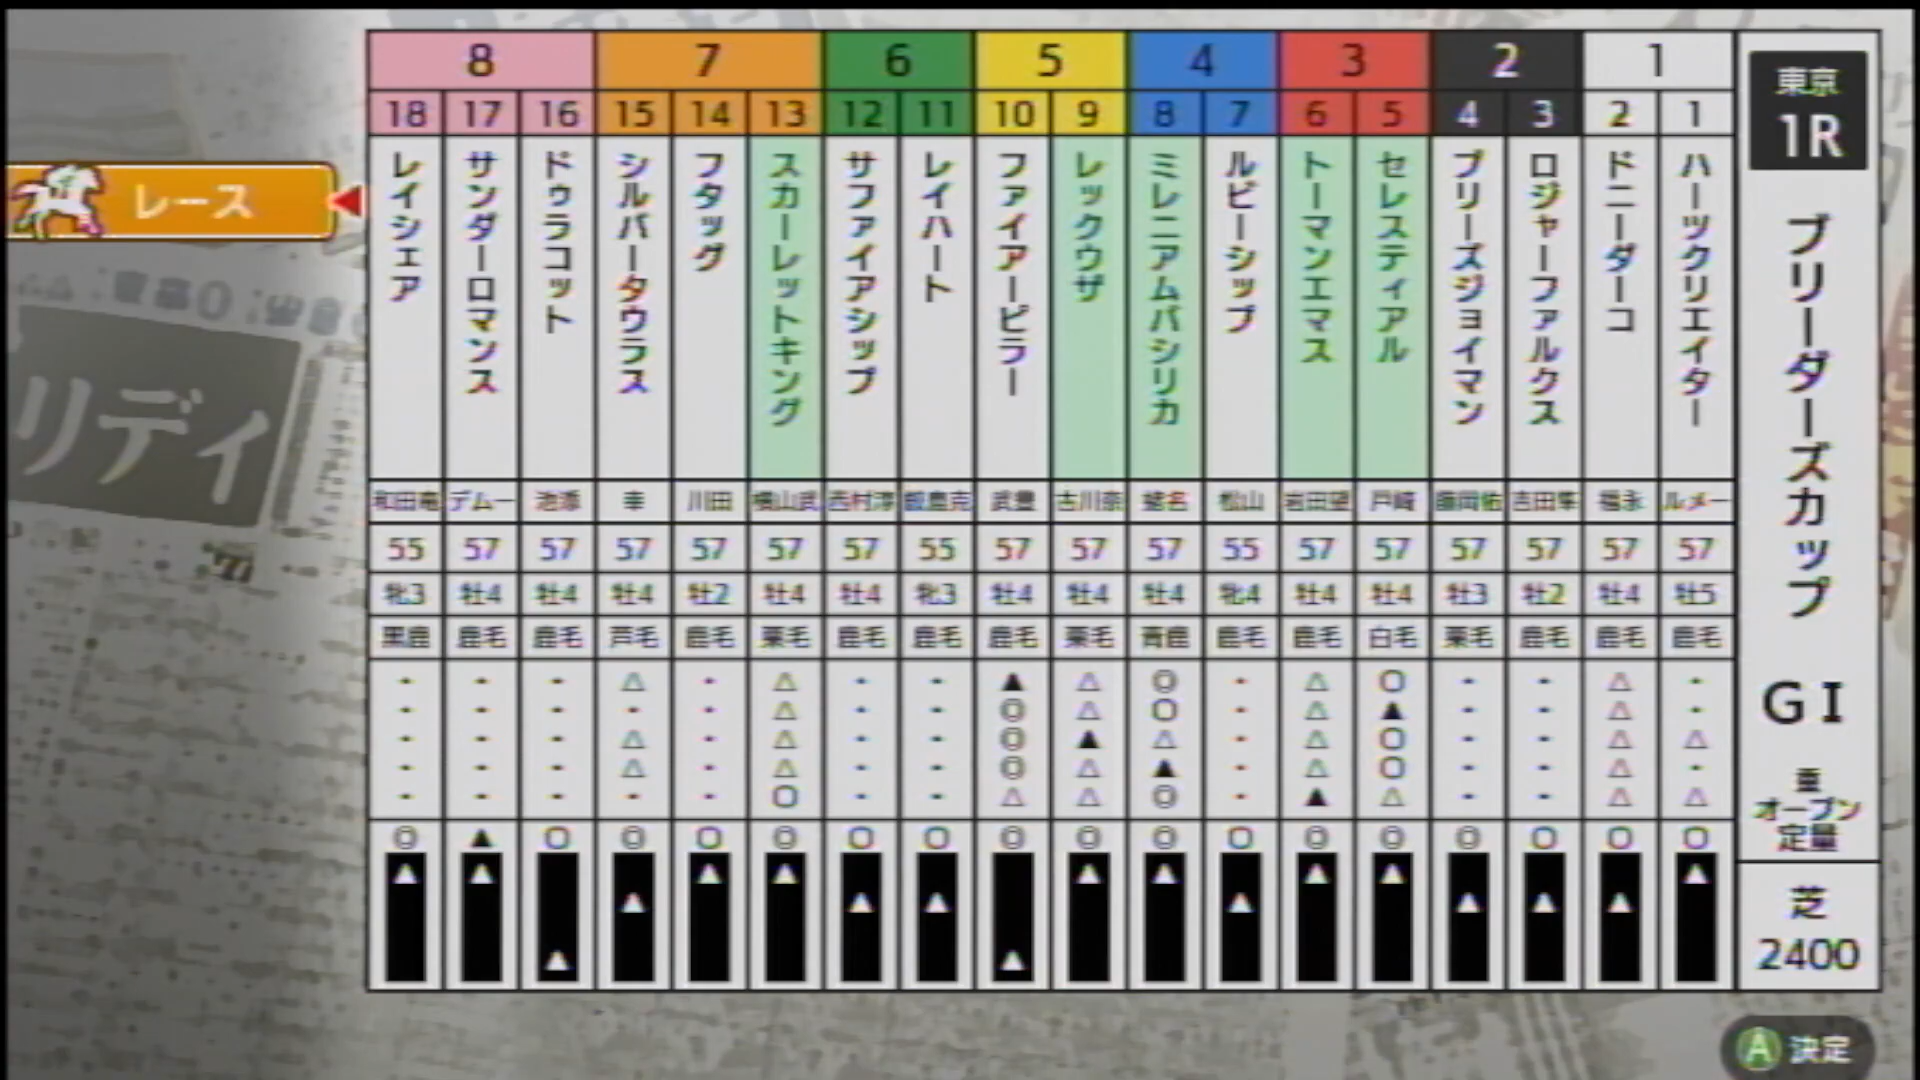 レース
リディ
東京
1R
ブリーダーズカップ
GⅠ
亜
オープン
定量
芝
2400
8 7 6 5 4 3 2 1
18 17 16 15 14 13 12 11 10 9 8 7 6 5 4 3 2 1
レイシェア
サンダーロマンス
ドゥラコット
シルバータウラス
フタッグ
スカーレットキング
サファイアシップ
レイハート
ファイアーピラー
レックウザ
ミレニアムバシリカ
ルビーシップ
トーマンエマス
セレスティアル
ブリーズジョイマン
ロジャーファルクス
ドニーダーコ
ハーツクリエイター
和田竜 デムー 池添 幸 川田 横山武 西村淳 飯島克 武豊 古川奈 蛯名 松山 岩田望 戸崎 藤岡佑 吉田隼 福永 ルメー
55 57 57 57 57 57 57 55 57 57 57 55 57 57 57 57 57 57
牝3 牡4 牡4 牡4 牡2 牡4 牡4 牝3 牡4 牡4 牡4 牝4 牡4 牡4 牡3 牡2 牡4 牡5
黒鹿 鹿毛 鹿毛 芦毛 鹿毛 栗毛 鹿毛 鹿毛 鹿毛 栗毛 青鹿 鹿毛 鹿毛 白毛 栗毛 鹿毛 鹿毛 鹿毛
- - - △ - △ - - ▲ △ ◎ - △ ○ - - △ -
- - - - - △ - - ◎ △ ○ - △ ▲ - - △ -
- - - △ - △ - - ◎ ▲ △ - △ ○ - - △ △
- - - △ - △ - - ◎ △ ▲ - △ ○ - - △ -
- - - - - ○ - - △ △ ◎ - ▲ △ - - △ △
◎ ▲ ○ ◎ ○ ◎ ○ ○ ◎ ◎ ◎ ○ ◎ ◎ ◎ ○ ○ ○
A 決定